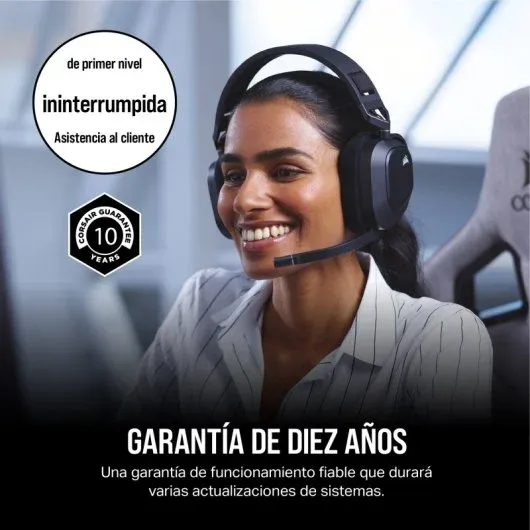 de primer nivel
ininterrumpida
Asistencia al cliente
CORSAIR GUARANTEE
10
YEARS
GARANTÍA DE DIEZ AÑOS
Una garantía de funcionamiento fiable que durará
varias actualizaciones de sistemas.